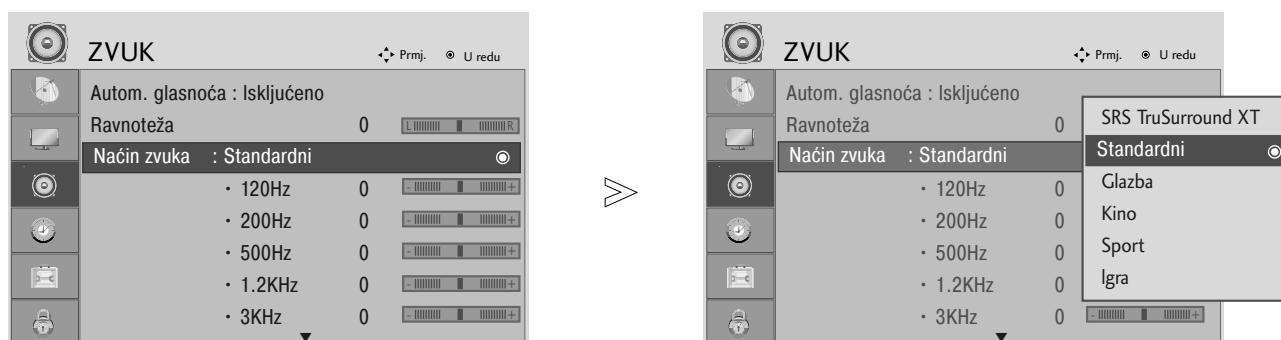 ZVUK
Prmj. U redu
Autom. glasnoća : Isključeno
Ravnoteža 0 L R
Naćin zvuka : Standardni
• 120Hz 0 - +
• 200Hz 0 - +
• 500Hz 0 - +
• 1.2KHz 0 - +
• 3KHz 0 - +
ZVUK
Prmj. U redu
Autom. glasnoća : Isključeno
Ravnoteža 0
Naćin zvuka : Standardni
• 120Hz 0
• 200Hz 0
• 500Hz 0
• 1.2KHz 0
• 3KHz 0 - +
SRS TruSurround XT
Standardni
Glazba
Kino
Sport
Igra